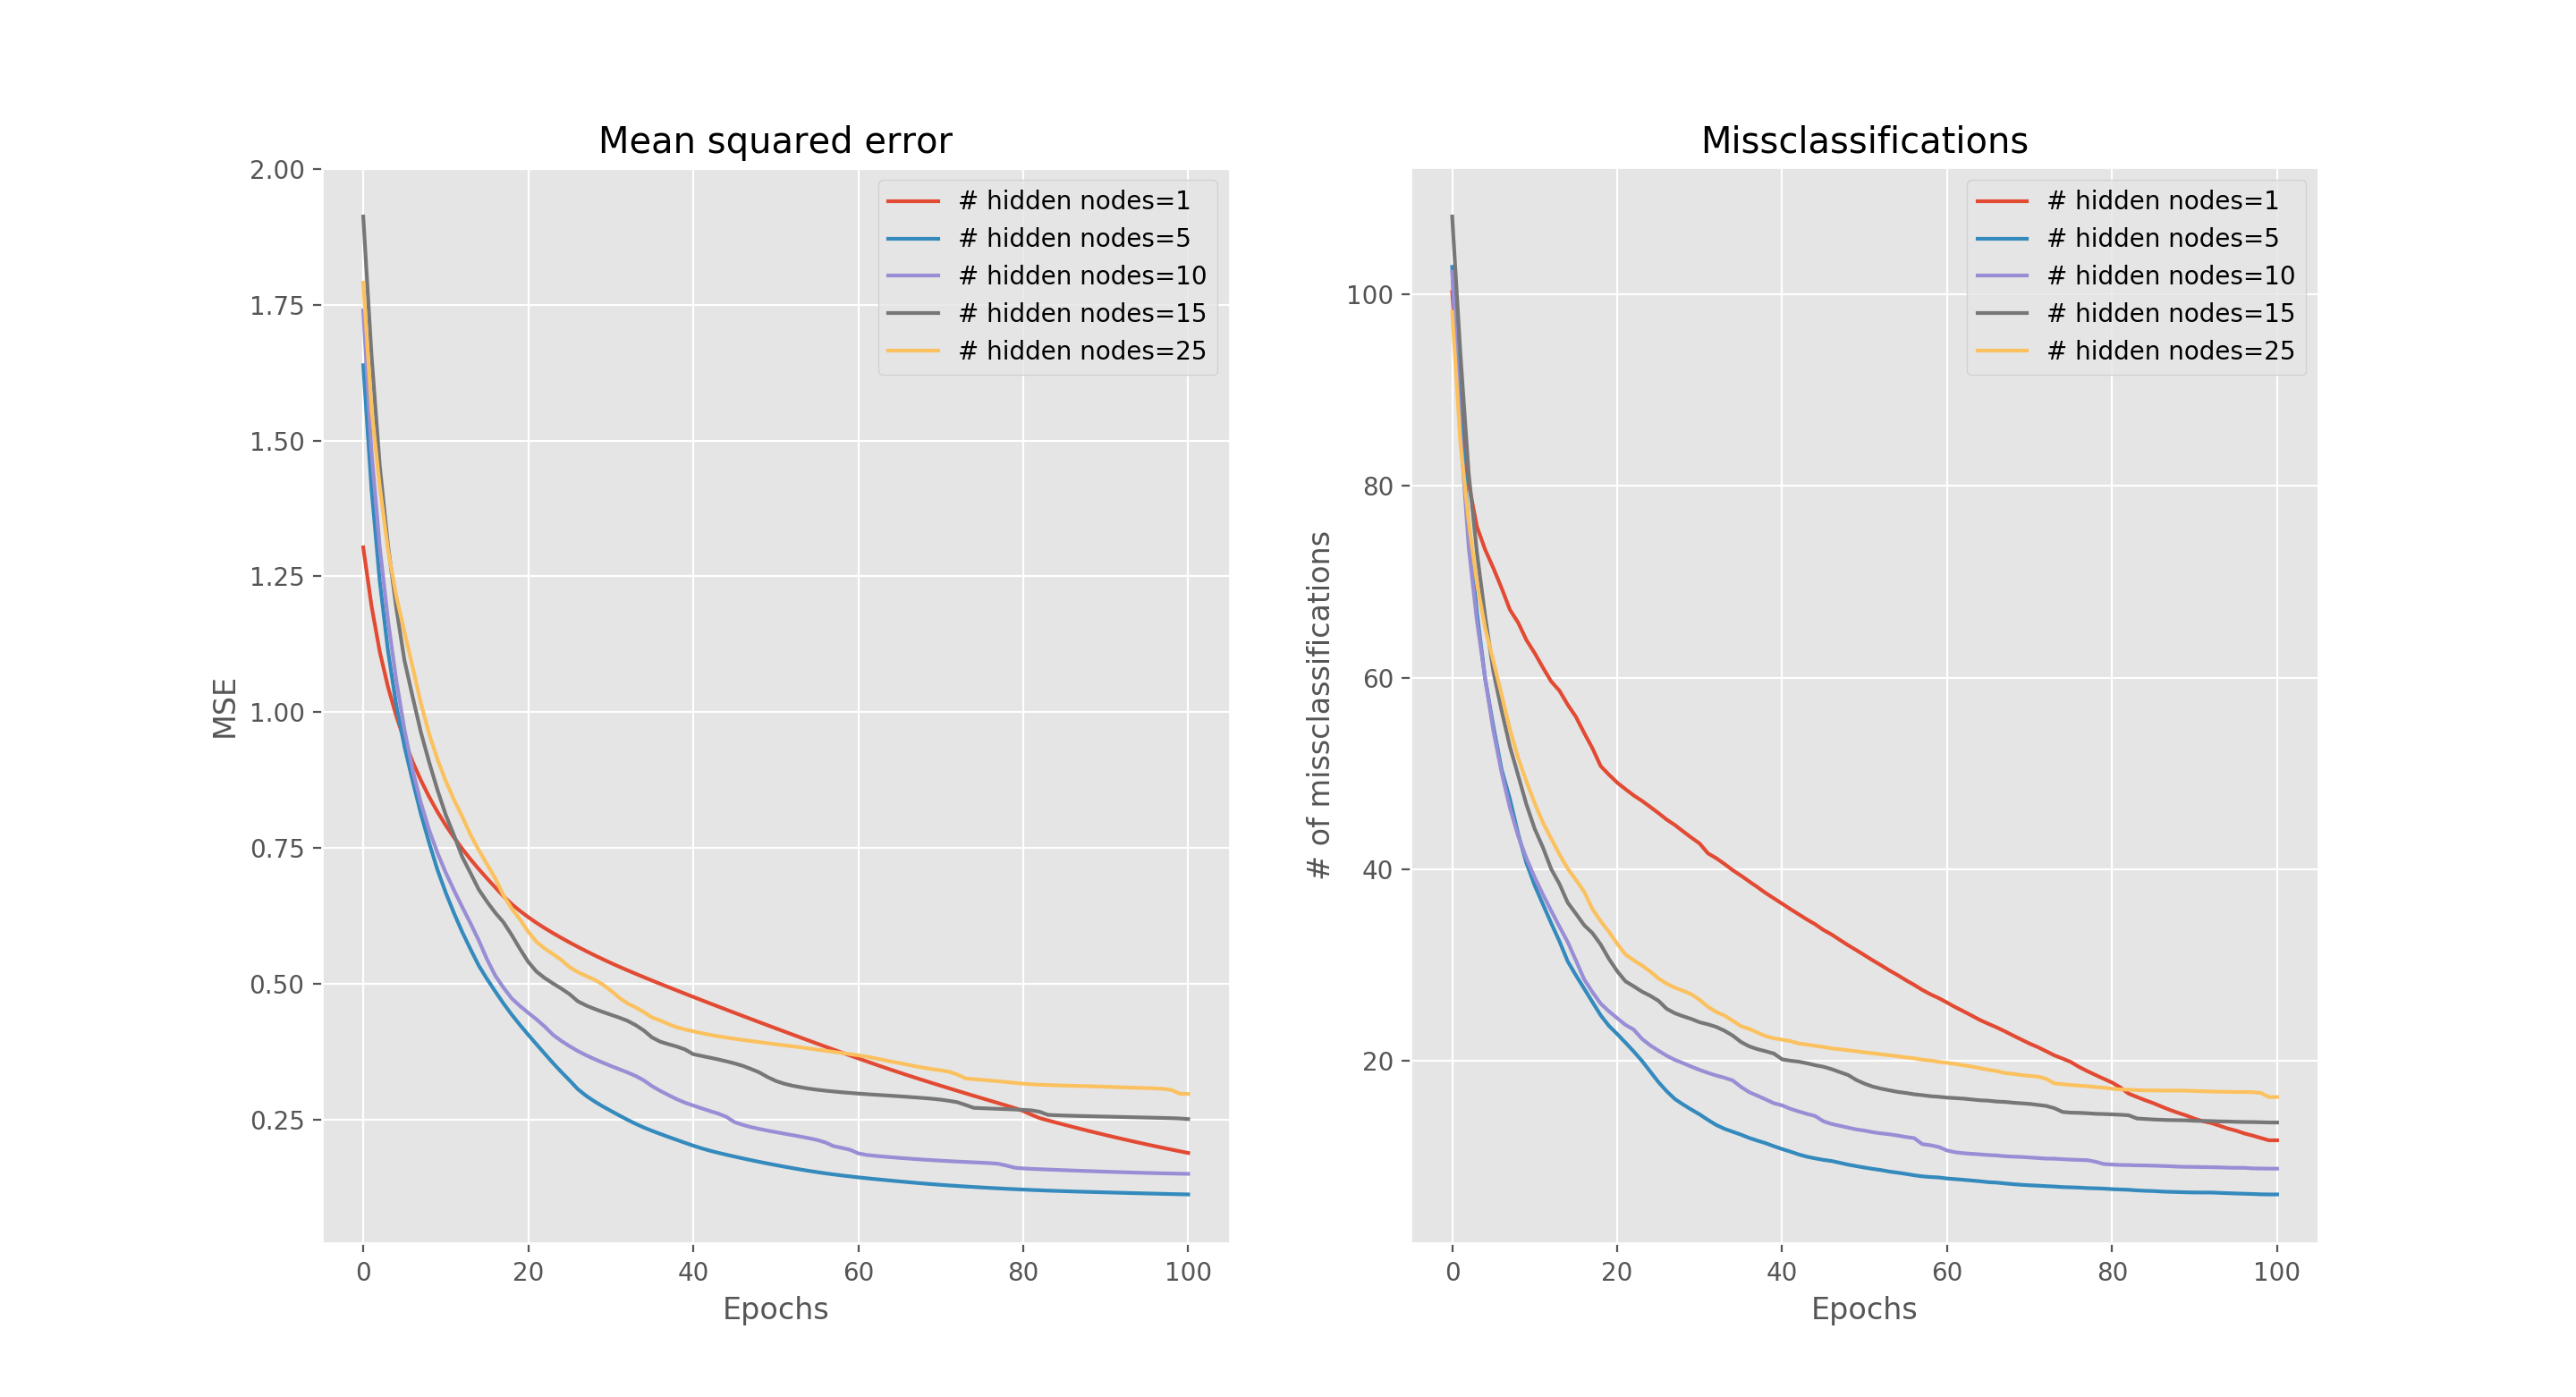 Mean squared error
2.00
1.75
1.50
1.25
1.00
0.75
0.50
0.25
MSE
# hidden nodes=1
# hidden nodes=5
# hidden nodes=10
# hidden nodes=15
# hidden nodes=25
0 20 40 60 80 100
Epochs
Missclassifications
100
80
60
40
20
# of missclassifications
# hidden nodes=1
# hidden nodes=5
# hidden nodes=10
# hidden nodes=15
# hidden nodes=25
0 20 40 60 80 100
Epochs